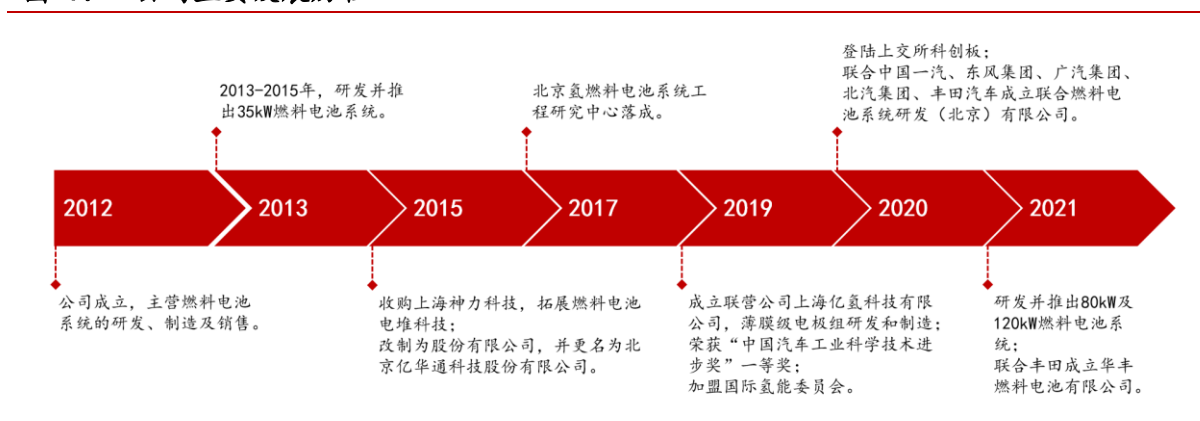 登陆上交所科创板；
联合中国一汽、东风集团、广汽集团、
北汽集团、丰田汽车成立联合燃料电
池系统研发（北京）有限公司。
2013-2015年，研发并推
出35kW燃料电池系统。
北京氢燃料电池系统工
程研究中心落成。
2012
2013
2015
2017
2019
2020
2021
公司成立，主营燃料电池
系统的研发、制造及销售。
收购上海神力科技，拓展燃料电池
电堆科技；
改制为股份有限公司，并更名为北
京亿华通科技股份有限公司。
成立联营公司上海亿氢科技有限
公司，薄膜级电极组研发和制造；
荣获“中国汽车工业科学技术进
步奖”一等奖；
加盟国际氢能委员会。
研发并推出80kW及
120kW燃料电池系
统；
联合丰田成立华丰
燃料电池有限公司。